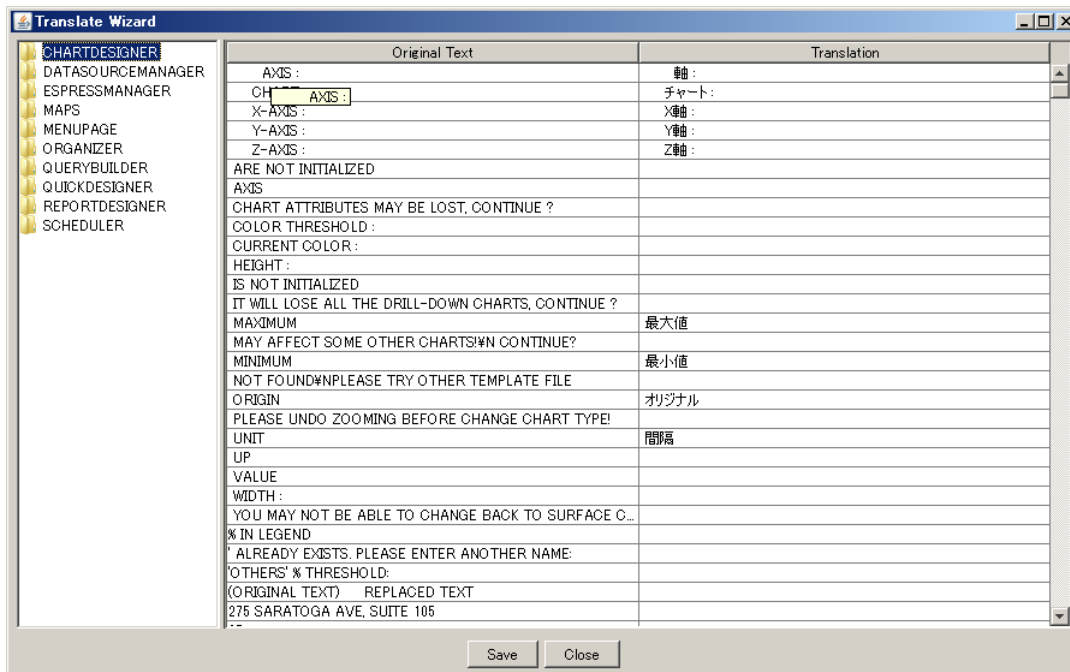 Translate Wizard
CHARTDESIGNER
DATASOURCEMANAGER
ESPRESSMANAGER
MAPS
MENUPAGE
ORGANIZER
QUERYBUILDER
QUICKDESIGNER
REPORTDESIGNER
SCHEDULER
Original Text Translation
AXIS : 軸 :
チャート :
AXIS :
X-AXIS : X軸 :
Y-AXIS : Y軸 :
Z-AXIS : Z軸 :
ARE NOT INITIALIZED
AXIS
CHART ATTRIBUTES MAY BE LOST, CONTINUE ?
COLOR THRESHOLD :
CURRENT COLOR :
HEIGHT :
IS NOT INITIALIZED
IT WILL LOSE ALL THE DRILL-DOWN CHARTS, CONTINUE ?
MAXIMUM 最大値
MAY AFFECT SOME OTHER CHARTS!¥N CONTINUE?
MINIMUM 最小値
NOT FOUND¥NPLEASE TRY OTHER TEMPLATE FILE
ORIGIN オリジナル
PLEASE UNDO ZOOMING BEFORE CHANGE CHART TYPE!
UNIT 間隔
UP
VALUE
WIDTH :
YOU MAY NOT BE ABLE TO CHANGE BACK TO SURFACE C...
% IN LEGEND
' ALREADY EXISTS. PLEASE ENTER ANOTHER NAME:
'OTHERS' % THRESHOLD:
(ORIGINAL TEXT) REPLACED TEXT
275 SARATOGA AVE, SUITE 105
Save Close